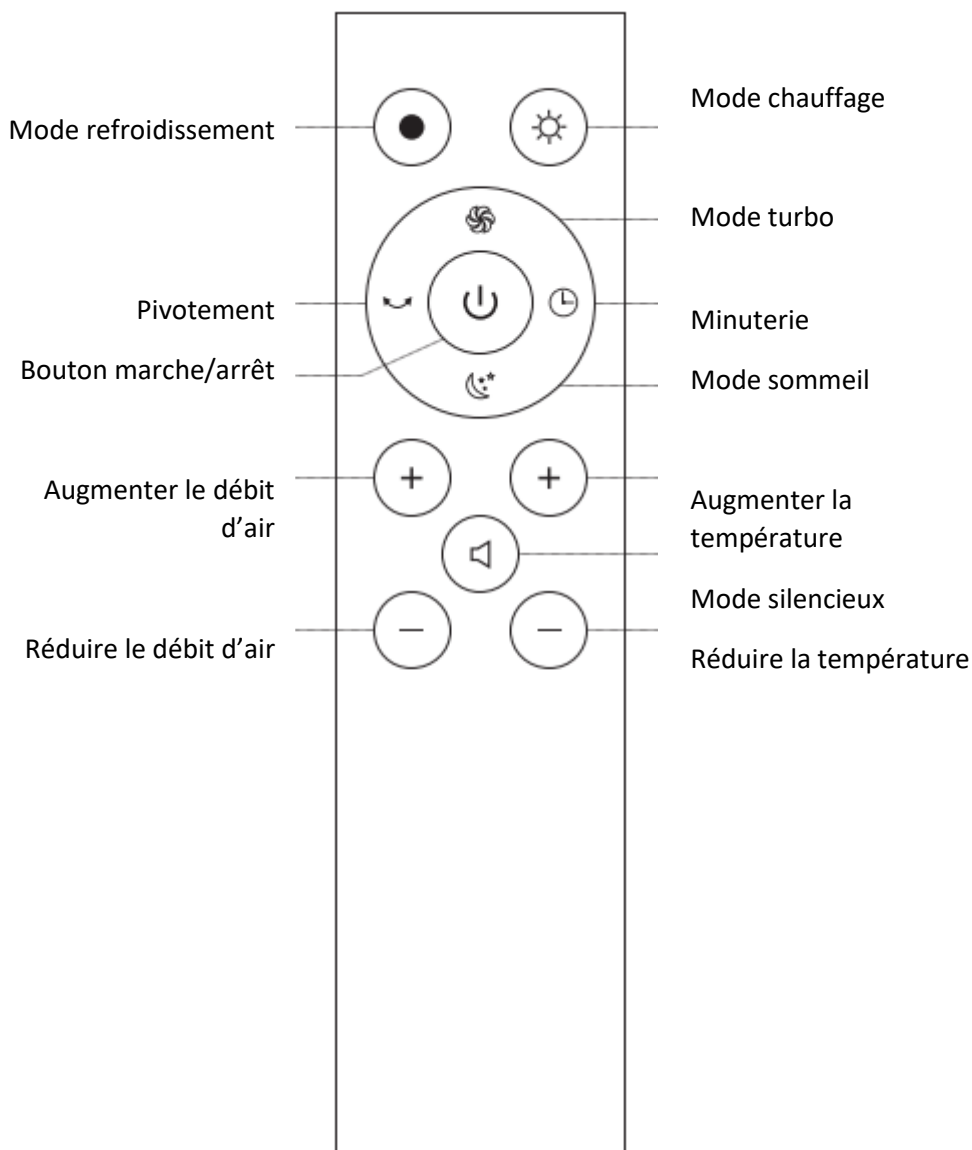 Mode chauffage
Mode refroidissement
Mode turbo
Pivotement
Minuterie
Bouton marche/arrêt
Mode sommeil
Augmenter le débit
d’air
Augmenter la
température
Mode silencieux
Réduire le débit d’air
Réduire la température